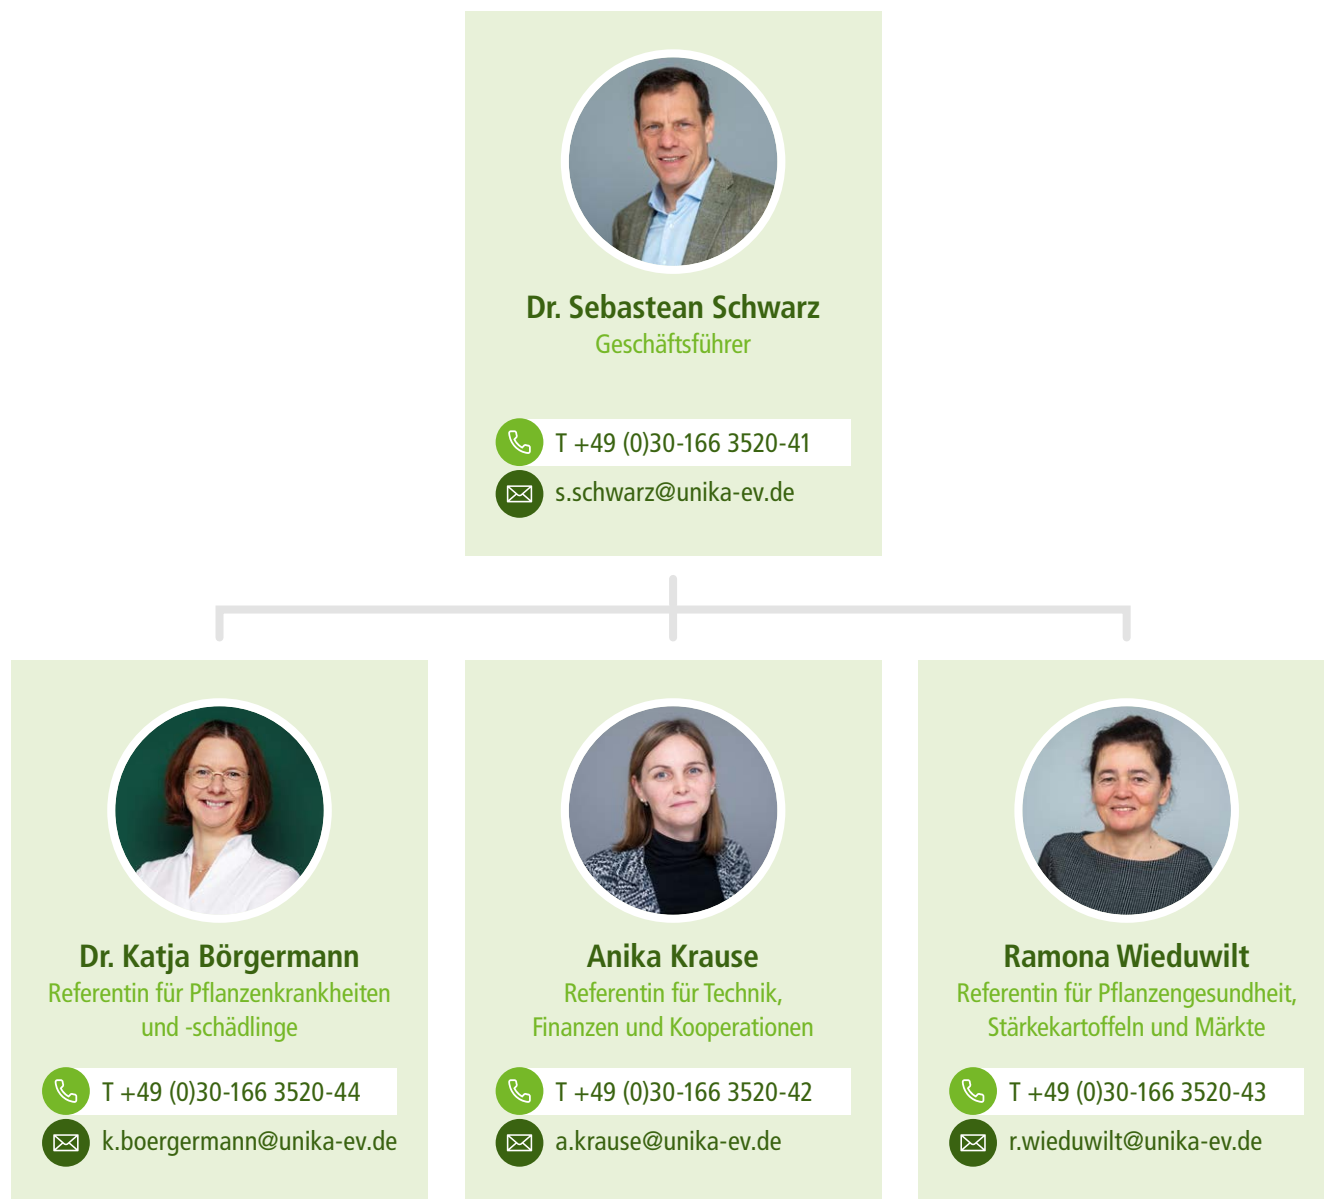 Dr. Sebastean Schwarz
Geschäftsführer
T +49 (0)30-166 3520-41
s.schwarz@unika-ev.de
Dr. Katja Börgermann
Referentin für Pflanzenkrankheiten
und -schädlinge
T +49 (0)30-166 3520-44
k.boergermann@unika-ev.de
Anika Krause
Referentin für Technik,
Finanzen und Kooperationen
T +49 (0)30-166 3520-42
a.krause@unika-ev.de
Ramona Wieduwilt
Referentin für Pflanzengesundheit,
Stärkekartoffeln und Märkte
T +49 (0)30-166 3520-43
r.wieduwilt@unika-ev.de